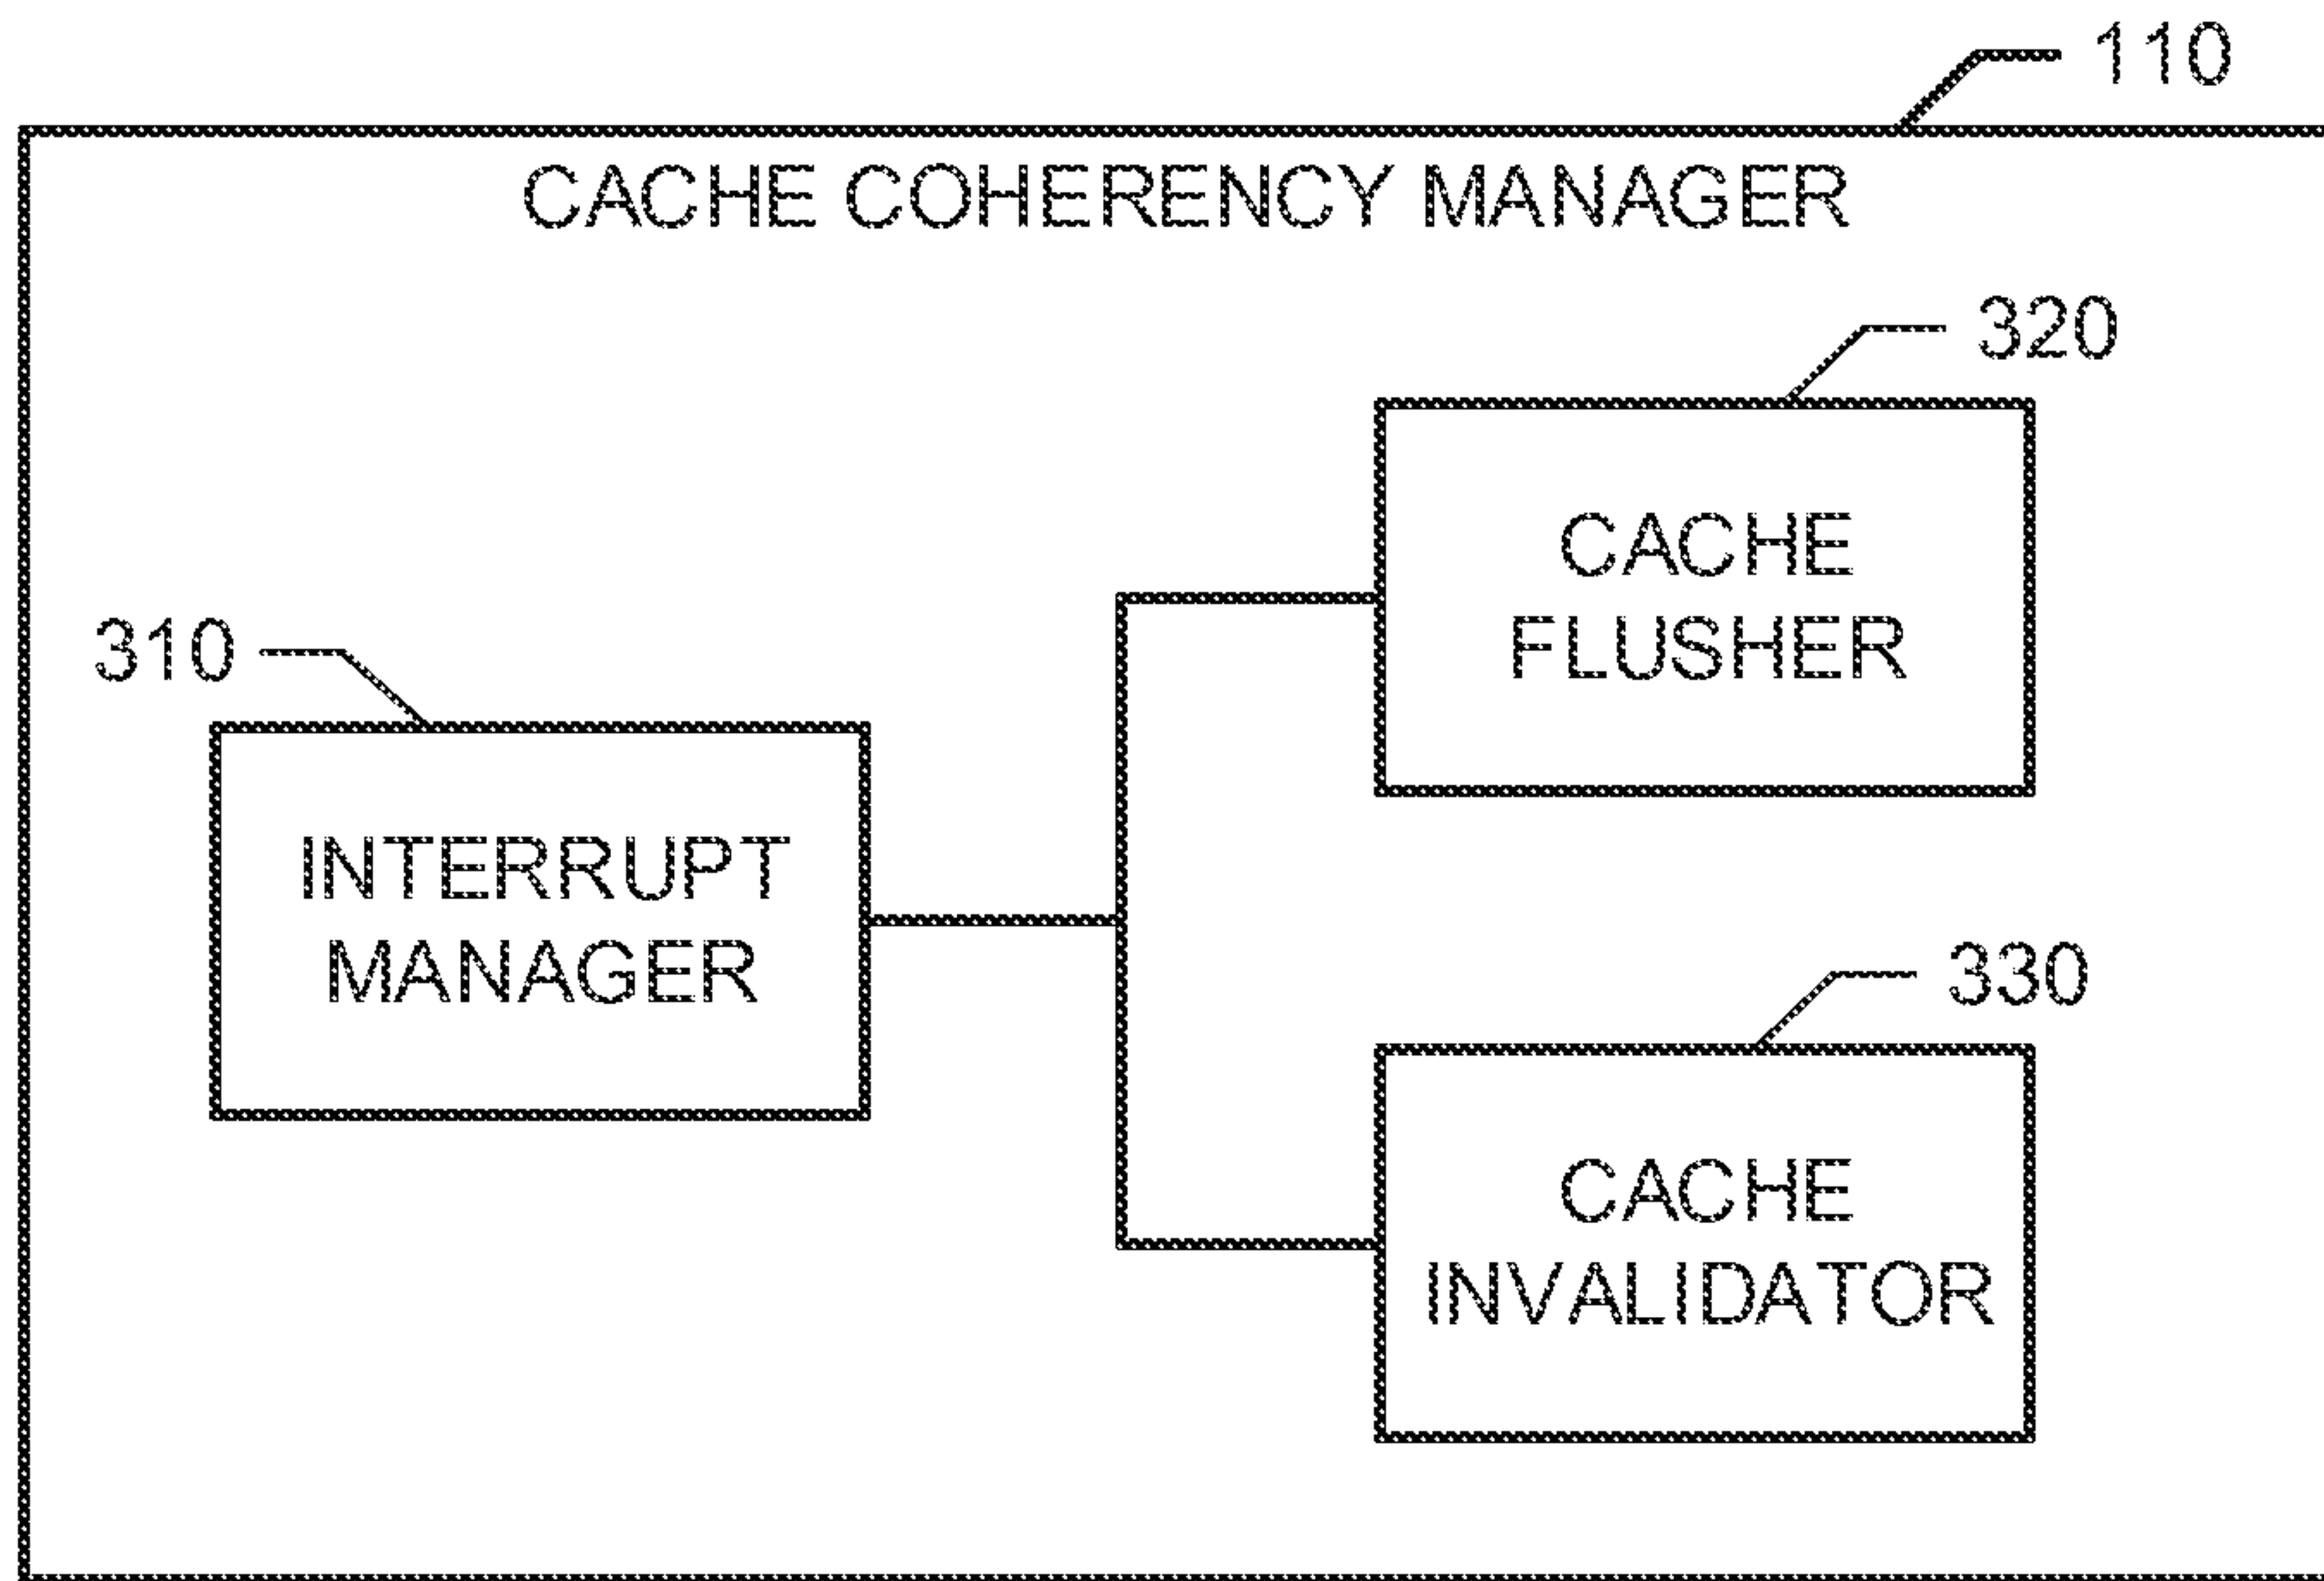 110
CACHE COHERENCY MANAGER
320
CACHE
FLUSHER
310
INTERRUPT
MANAGER
330
CACHE
INVALIDATOR